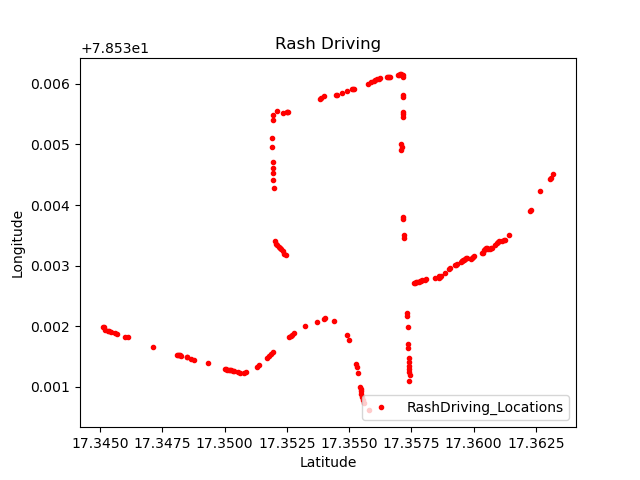 Rash Driving
+7.853e1
0.006
0.005
0.004
0.003
0.002
0.001
Longitude
RashDriving_Locations
17.3450 17.3475 17.3500 17.3525 17.3550 17.3575 17.3600 17.3625
Latitude